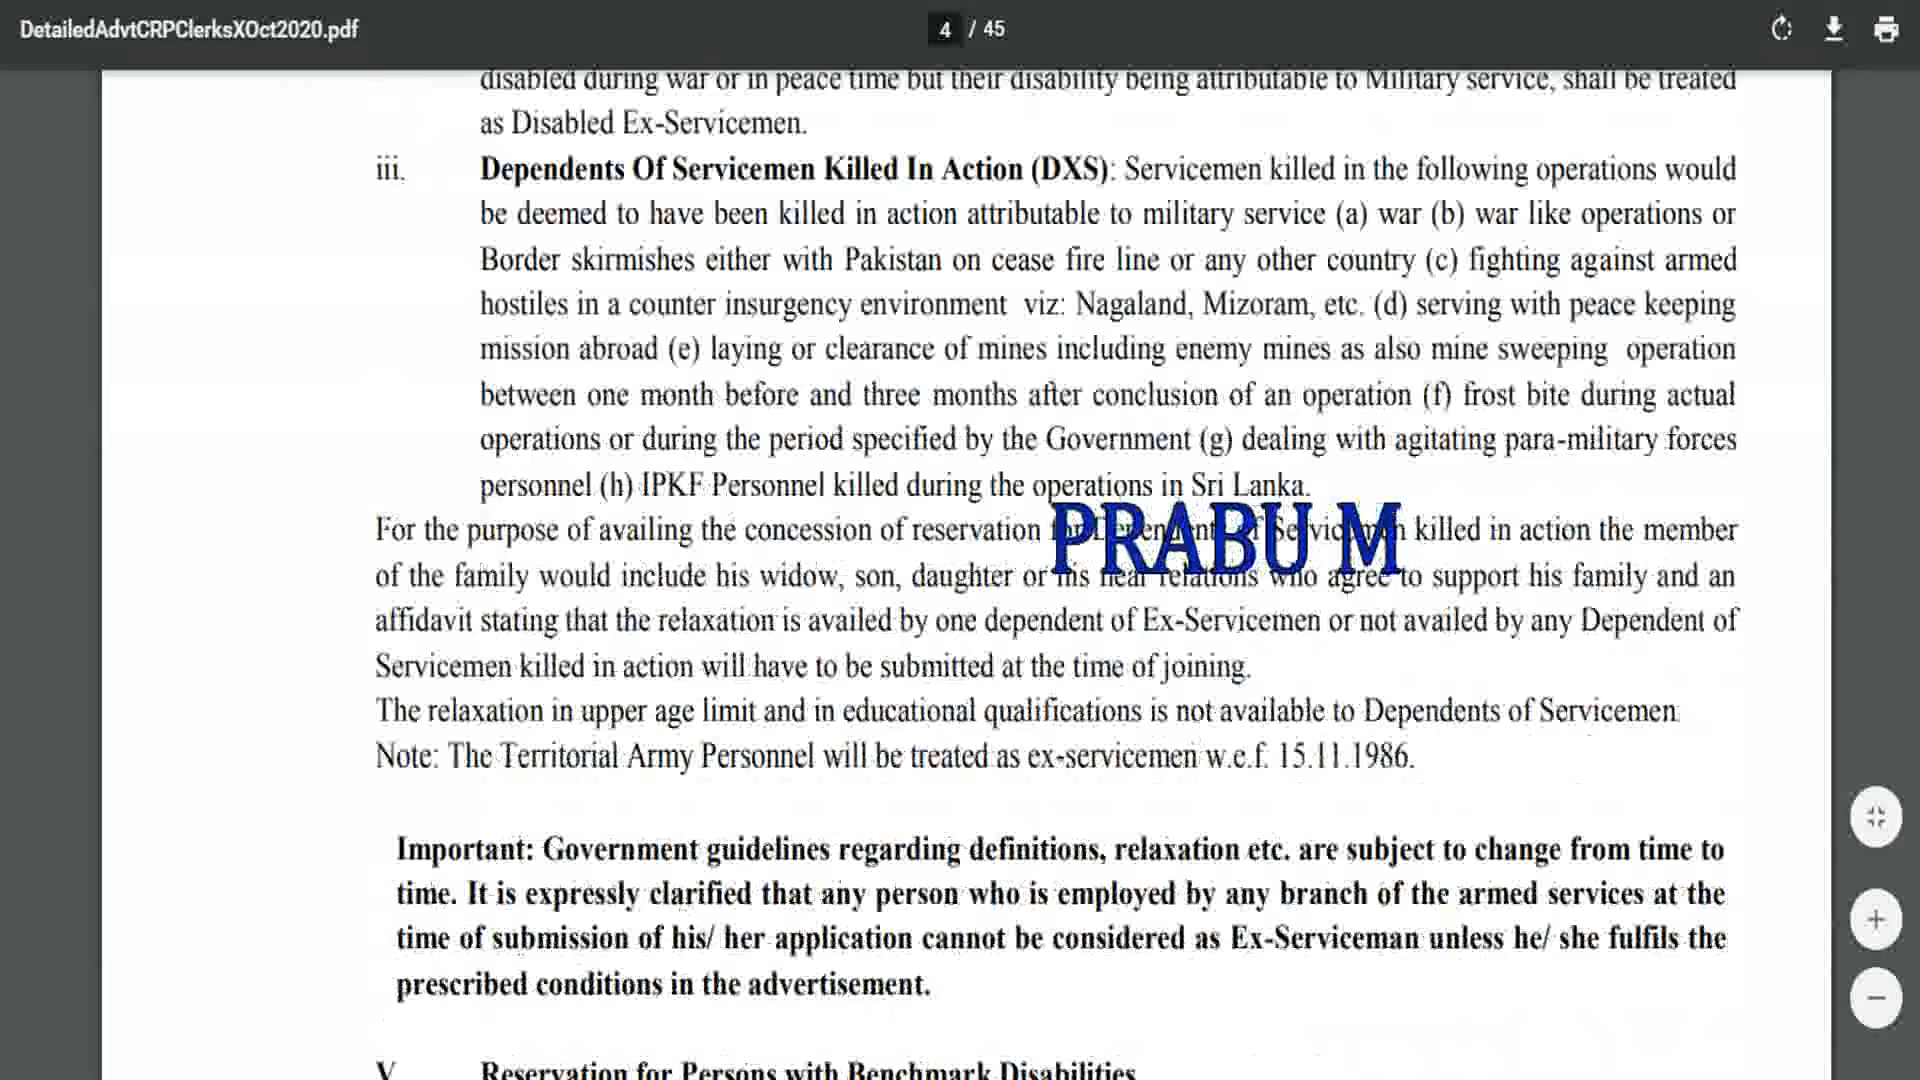 DetailedAdvtCRPClerksXOct2020.pdf
4 / 45
disabled during war or in peace time but their disability being attributable to Military service, shall be treated
as Disabled Ex-Servicemen.
iii. Dependents Of Servicemen Killed In Action (DXS): Servicemen killed in the following operations would
be deemed to have been killed in action attributable to military service (a) war (b) war like operations or
Border skirmishes either with Pakistan on cease fire line or any other country (c) fighting against armed
hostiles in a counter insurgency environment viz: Nagaland, Mizoram, etc. (d) serving with peace keeping
mission abroad (e) laying or clearance of mines including enemy mines as also mine sweeping operation
between one month before and three months after conclusion of an operation (f) frost bite during actual
operations or during the period specified by the Government (g) dealing with agitating para-military forces
personnel (h) IPKF Personnel killed during the operations in Sri Lanka.
For the purpose of availing the concession of reservation for Dependents of Servicemen killed in action the member
PRABU M
of the family would include his widow, son, daughter or his near relations who agree to support his family and an
affidavit stating that the relaxation is availed by one dependent of Ex-Servicemen or not availed by any Dependent of
Servicemen killed in action will have to be submitted at the time of joining.
The relaxation in upper age limit and in educational qualifications is not available to Dependents of Servicemen
Note: The Territorial Army Personnel will be treated as ex-servicemen w.e.f. 15.11.1986.
Important: Government guidelines regarding definitions, relaxation etc. are subject to change from time to
time. It is expressly clarified that any person who is employed by any branch of the armed services at the
time of submission of his/ her application cannot be considered as Ex-Serviceman unless he/ she fulfils the
prescribed conditions in the advertisement.
V Reservation for Persons with Benchmark Disabilities